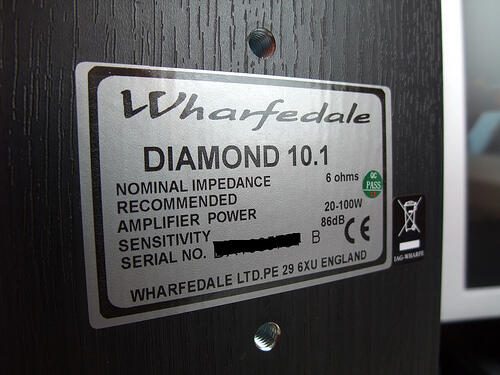 Wharfedale
DIAMOND 10.1
NOMINAL IMPEDANCE 6 ohms
RECOMMENDED
AMPLIFIER POWER 20-100W
SENSITIVITY 86dB
SERIAL NO. B
WHARFEDALE LTD.PE 29 6XU ENGLAND
QC
PASS
CE
IAG-WHARFE